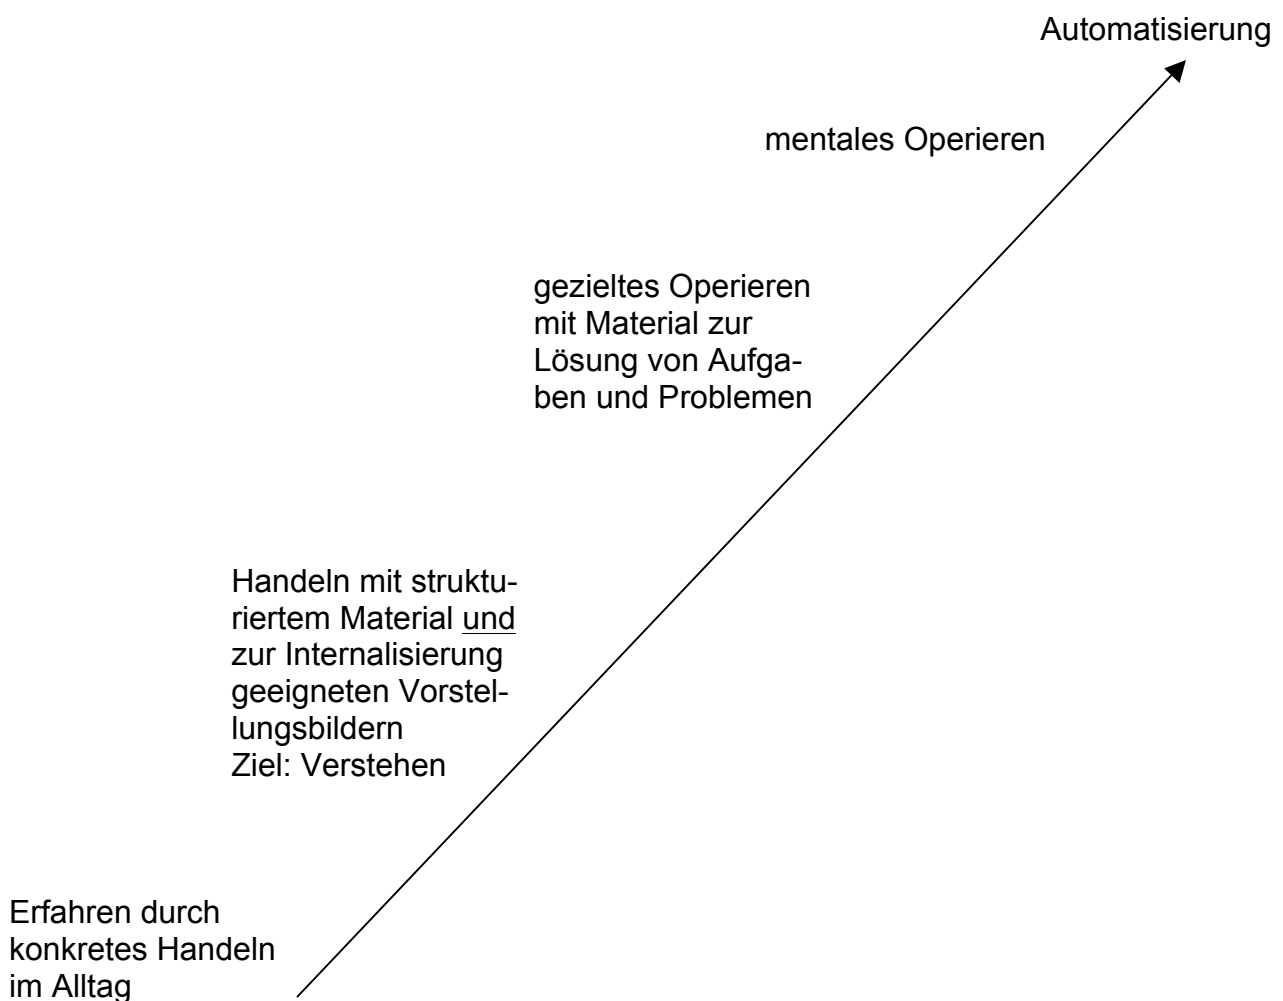 Automatisierung
mentales Operieren
gezieltes Operieren
mit Material zur
Lösung von Aufga-
ben und Problemen
Handeln mit struktu-
riertem Material und
zur Internalisierung
geeigneten Vorstel-
lungsbildern
Ziel: Verstehen
Erfahren durch
konkretes Handeln
im Alltag